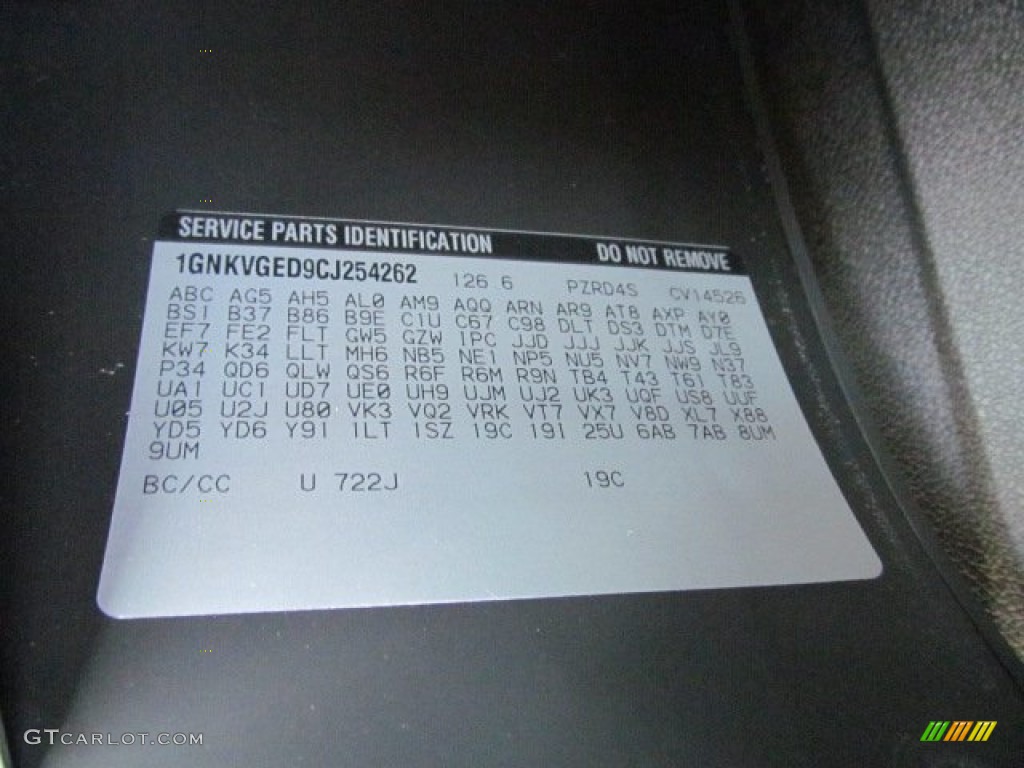 SERVICE PARTS IDENTIFICATION DO NOT REMOVE
1GNKVGED9CJ254262 126 6 PZRD4S CV14526
ABC AG5 AH5 AL0 AM9 AQQ ARN AR9 AT8 AXP AY0
BS1 B37 B86 B9E C1U C67 C98 DLT DS3 DTM D7E
EF7 FE2 FLT GW5 GZW IPC JJD JJJ JJK JJS JL9
KW7 K34 LLT MH6 NB5 NE1 NP5 NU5 NV7 NW9 N37
P34 QD6 QLW QS6 R6F R6M R9N TB4 T43 T61 T83
UA1 UC1 UD7 UE0 UH9 UJM UJ2 UK3 UQF US8 UUF
U05 U2J U80 VK3 VQ2 VRK VT7 VX7 V8D XL7 X88
YD5 YD6 Y91 1LT 1SZ 19C 19I 25U 6AB 7AB 8UM
9UM
BC/CC U 722J 19C
GTCARLOT.COM